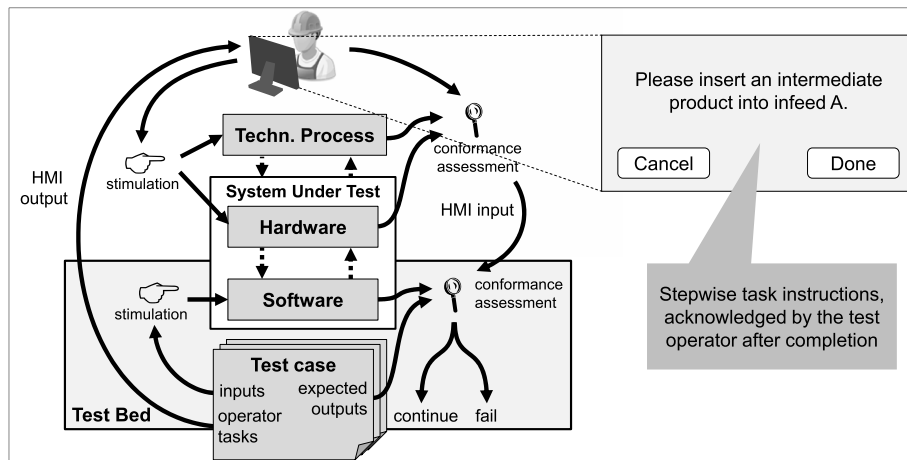 Please insert an intermediate
product into infeed A.
Cancel
Done
Techn. Process
stimulation
conformance
assessment
HMI
output
System Under Test
HMI input
Hardware
Software
stimulation
conformance
assessment
Stepwise task instructions,
acknowledged by the test
operator after completion
Test case
inputs
expected
outputs
operator
tasks
Test Bed
continue
fail